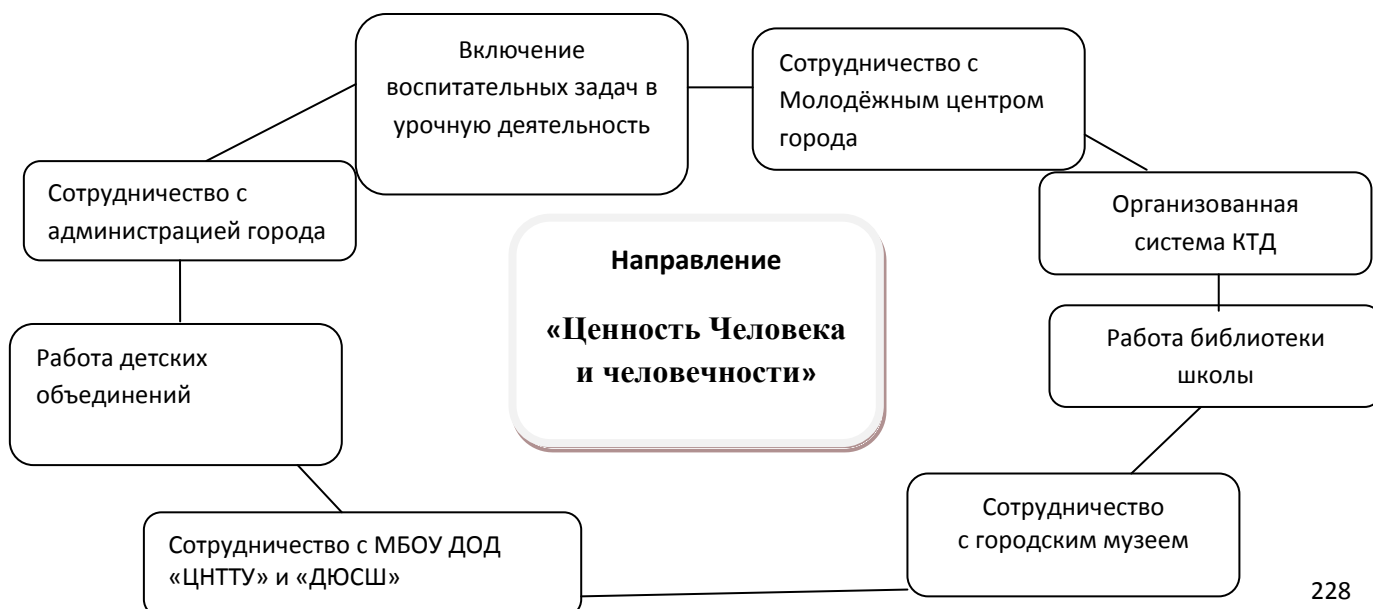 Включение
воспитательных задач в
урочную деятельность
Сотрудничество с
Молодёжным центром
города
Сотрудничество с
администрацией города
Организованная
система КТД
Направление
«Ценность Человека
и человечности»
Работа детских
объединений
Работа библиотеки
школы
Сотрудничество с МБОУ ДОД
«ЦНТТУ» и «ДЮСШ»
Сотрудничество
с городским музеем
228